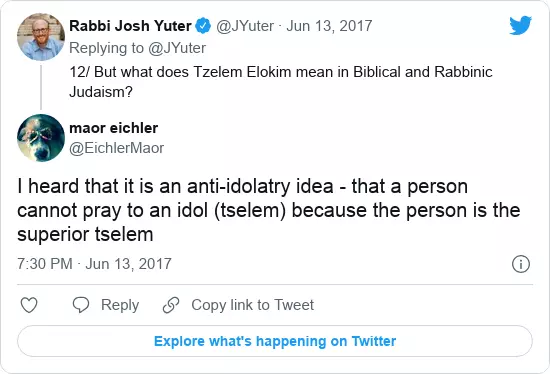 Rabbi Josh Yuter @JYuter · Jun 13, 2017
Replying to @JYuter
12/ But what does Tzelem Elokim mean in Biblical and Rabbinic
Judaism?
maor eichler
@EichlerMaor
I heard that it is an anti-idolatry idea - that a person
cannot pray to an idol (tselem) because the person is the
superior tselem
7:30 PM · Jun 13, 2017
Reply Copy link to Tweet
Explore what's happening on Twitter